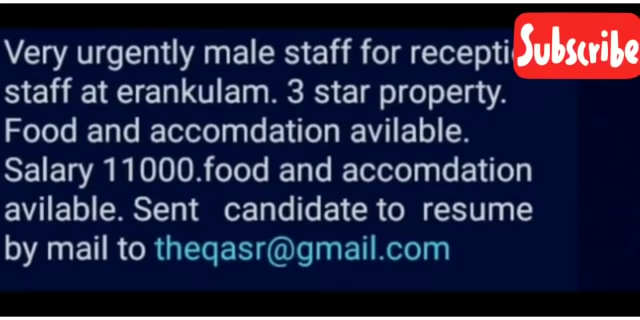 Very urgently male staff for recepti
Subscribe
staff at erankulam. 3 star property.
Food and accomdation avilable.
Salary 11000.food and accomdation
avilable. Sent candidate to resume
by mail to theqasr@gmail.com